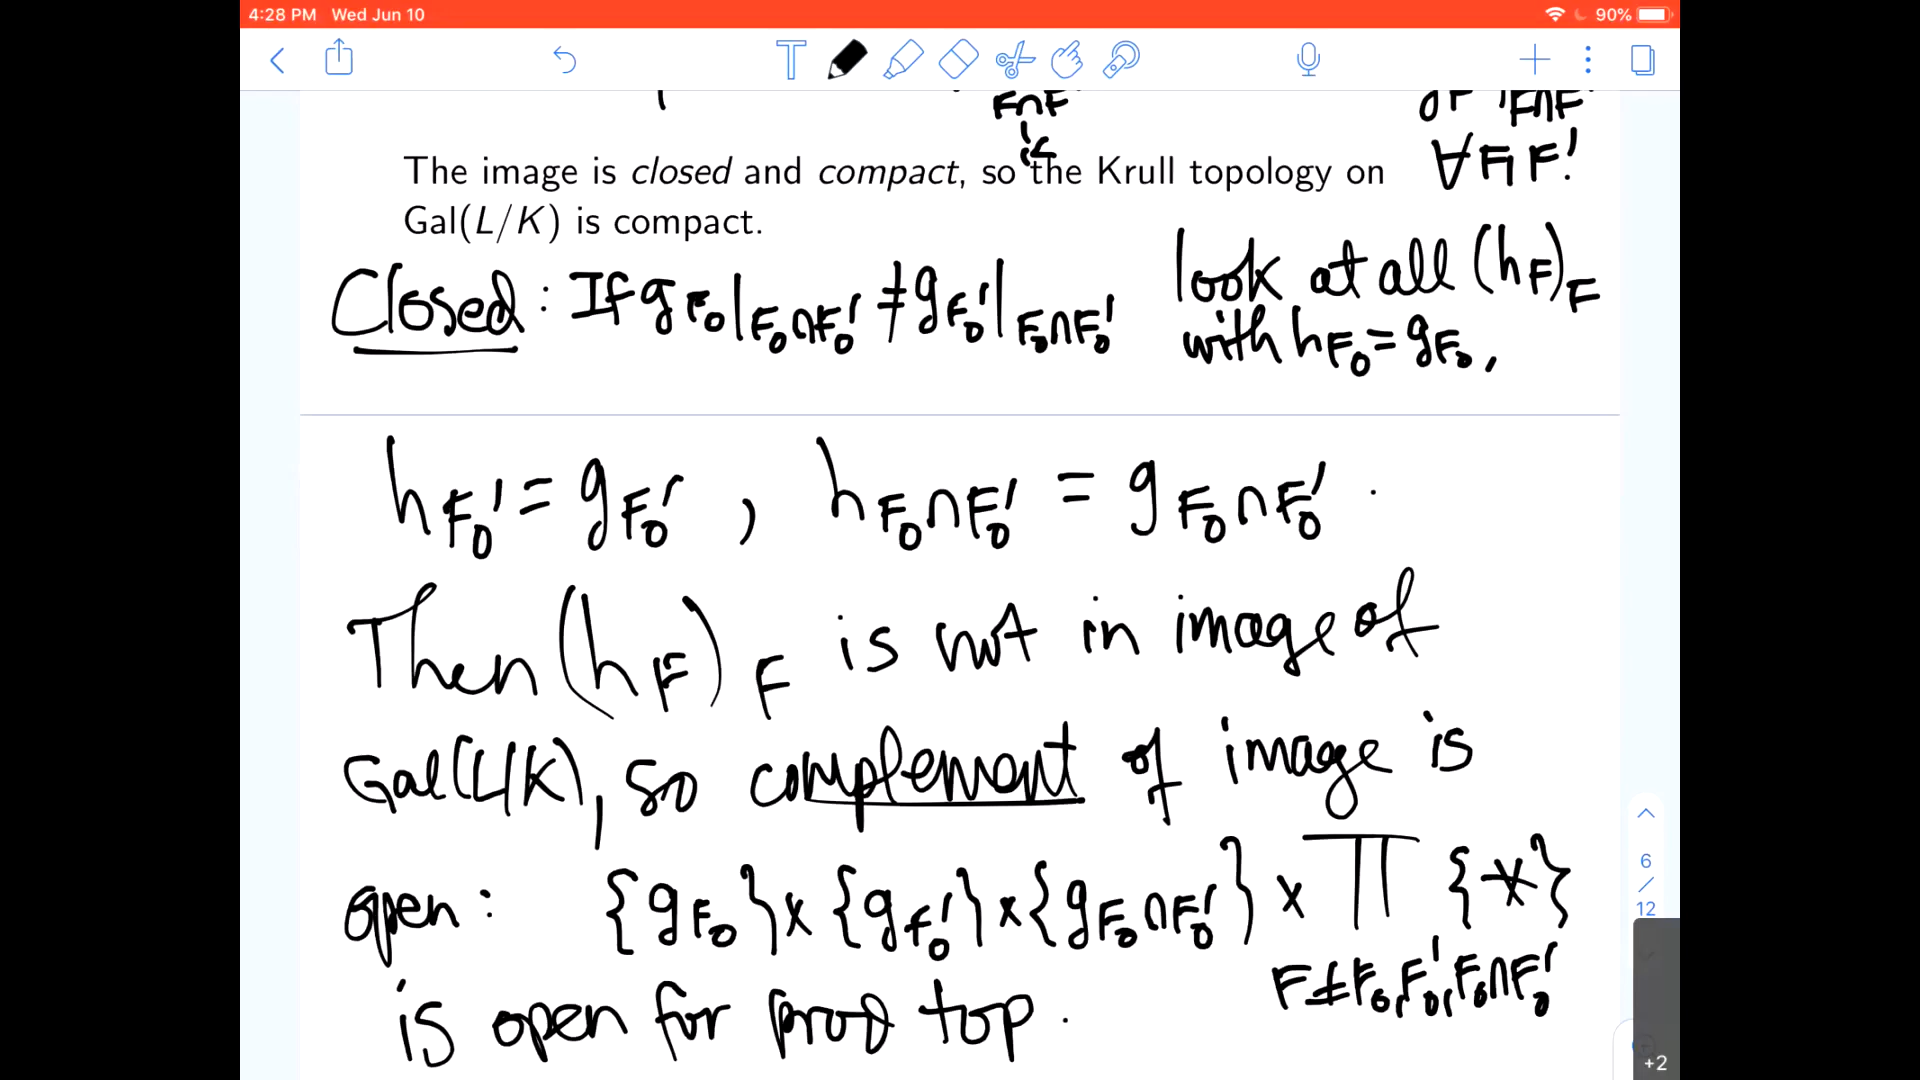 4:28 PM Wed Jun 10
90%
F∩F'
∀ F, F'.
The image is closed and compact, so the Krull topology on
Gal(L/K) is compact.
Closed: If g_{F_0}|_{F_0∩F_0'} ≠ g_{F_0'}|_{F_0∩F_0'} look at all (h_F)_F
with h_{F_0} = g_{F_0},
h_{F_0'} = g_{F_0'}, h_{F_0∩F_0'} = g_{F_0∩F_0'}.
Then (h_F)_F is not in image of
Gal(L/K), so complement of image is
open: {g_{F_0}} x {g_{F_0'}} x {g_{F_0∩F_0'}} x ∏ {*}
F≠F_0, F_0', F_0∩F_0'
is open for prod top.
6
/
12
+2